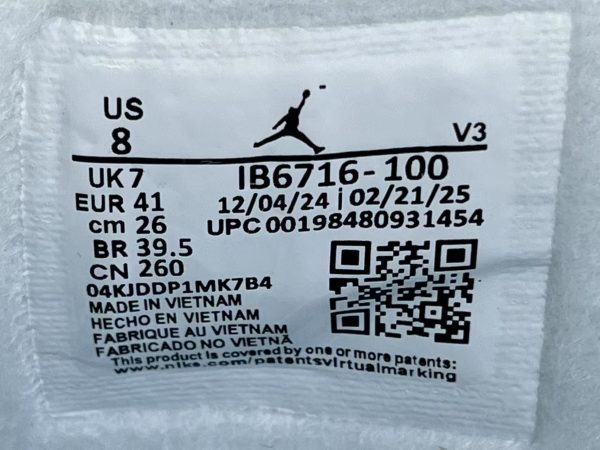 US
8
V3
UK 7
EUR 41
cm 26
BR 39.5
CN 260
IB6716-100
12/04/24 | 02/21/25
UPC 00198480931454
04KJDDP1MK7B4
MADE IN VIETNAM
HECHO EN VIETNAM
FABRIQUE AU VIETNAM
FABRICADO NO VIETNÃ
This product is covered by one or more patents:
www.nike.com/patentsvirtualmarking